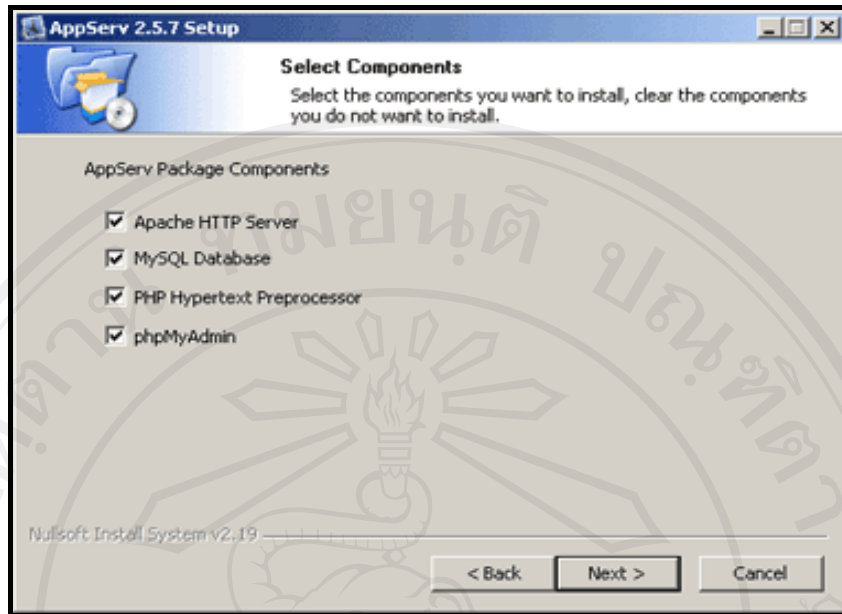 AppServ 2.5.7 Setup
Select Components
Select the components you want to install, clear the components
you do not want to install.
AppServ Package Components
Apache HTTP Server
MySQL Database
PHP Hypertext Preprocessor
phpMyAdmin
Nullsoft Install System v2.19
< Back
Next >
Cancel